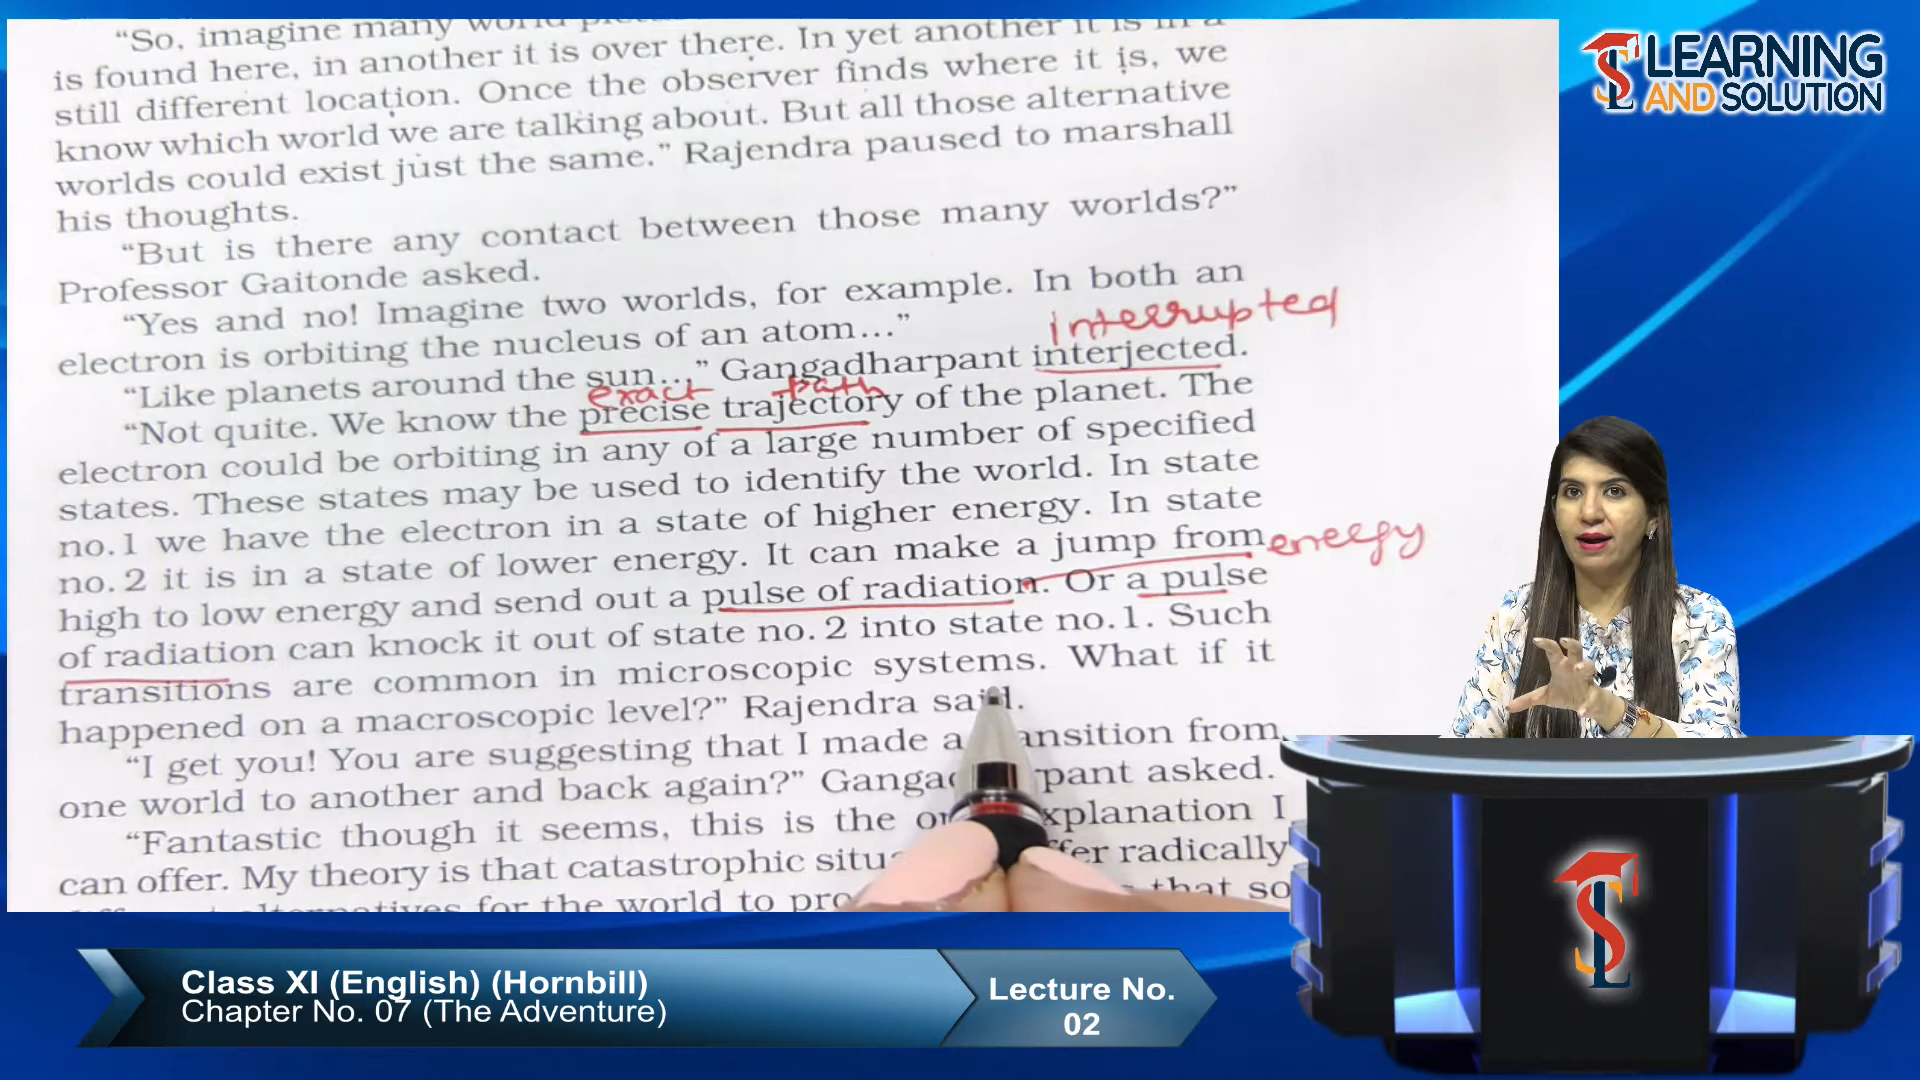 "So, imagine many world
is found here, in another it is over there. In yet another it is in a
still different location. Once the observer finds where it is, we
know which world we are talking about. But all those alternative
worlds could exist just the same." Rajendra paused to marshall
his thoughts.
"But is there any contact between those many worlds?"
Professor Gaitonde asked.
"Yes and no! Imagine two worlds, for example. In both an
electron is orbiting the nucleus of an atom..."
interrupted
"Like planets around the sun..." Gangadharpant interjected.
exact path
"Not quite. We know the precise trajectory of the planet. The
electron could be orbiting in any of a large number of specified
states. These states may be used to identify the world. In state
no.1 we have the electron in a state of higher energy. In state
no. 2 it is in a state of lower energy. It can make a jump from
energy
high to low energy and send out a pulse of radiation. Or a pulse
of radiation can knock it out of state no. 2 into state no.1. Such
transitions are common in microscopic systems. What if it
happened on a macroscopic level?" Rajendra said.
"I get you! You are suggesting that I made a transition from
one world to another and back again?" Gangadharpant asked.
"Fantastic though it seems, this is the only explanation I
can offer. My theory is that catastrophic radically
for the world to that so
LEARNING
AND SOLUTION
Class XI (English) (Hornbill)
Chapter No. 07 (The Adventure)
Lecture No.
02